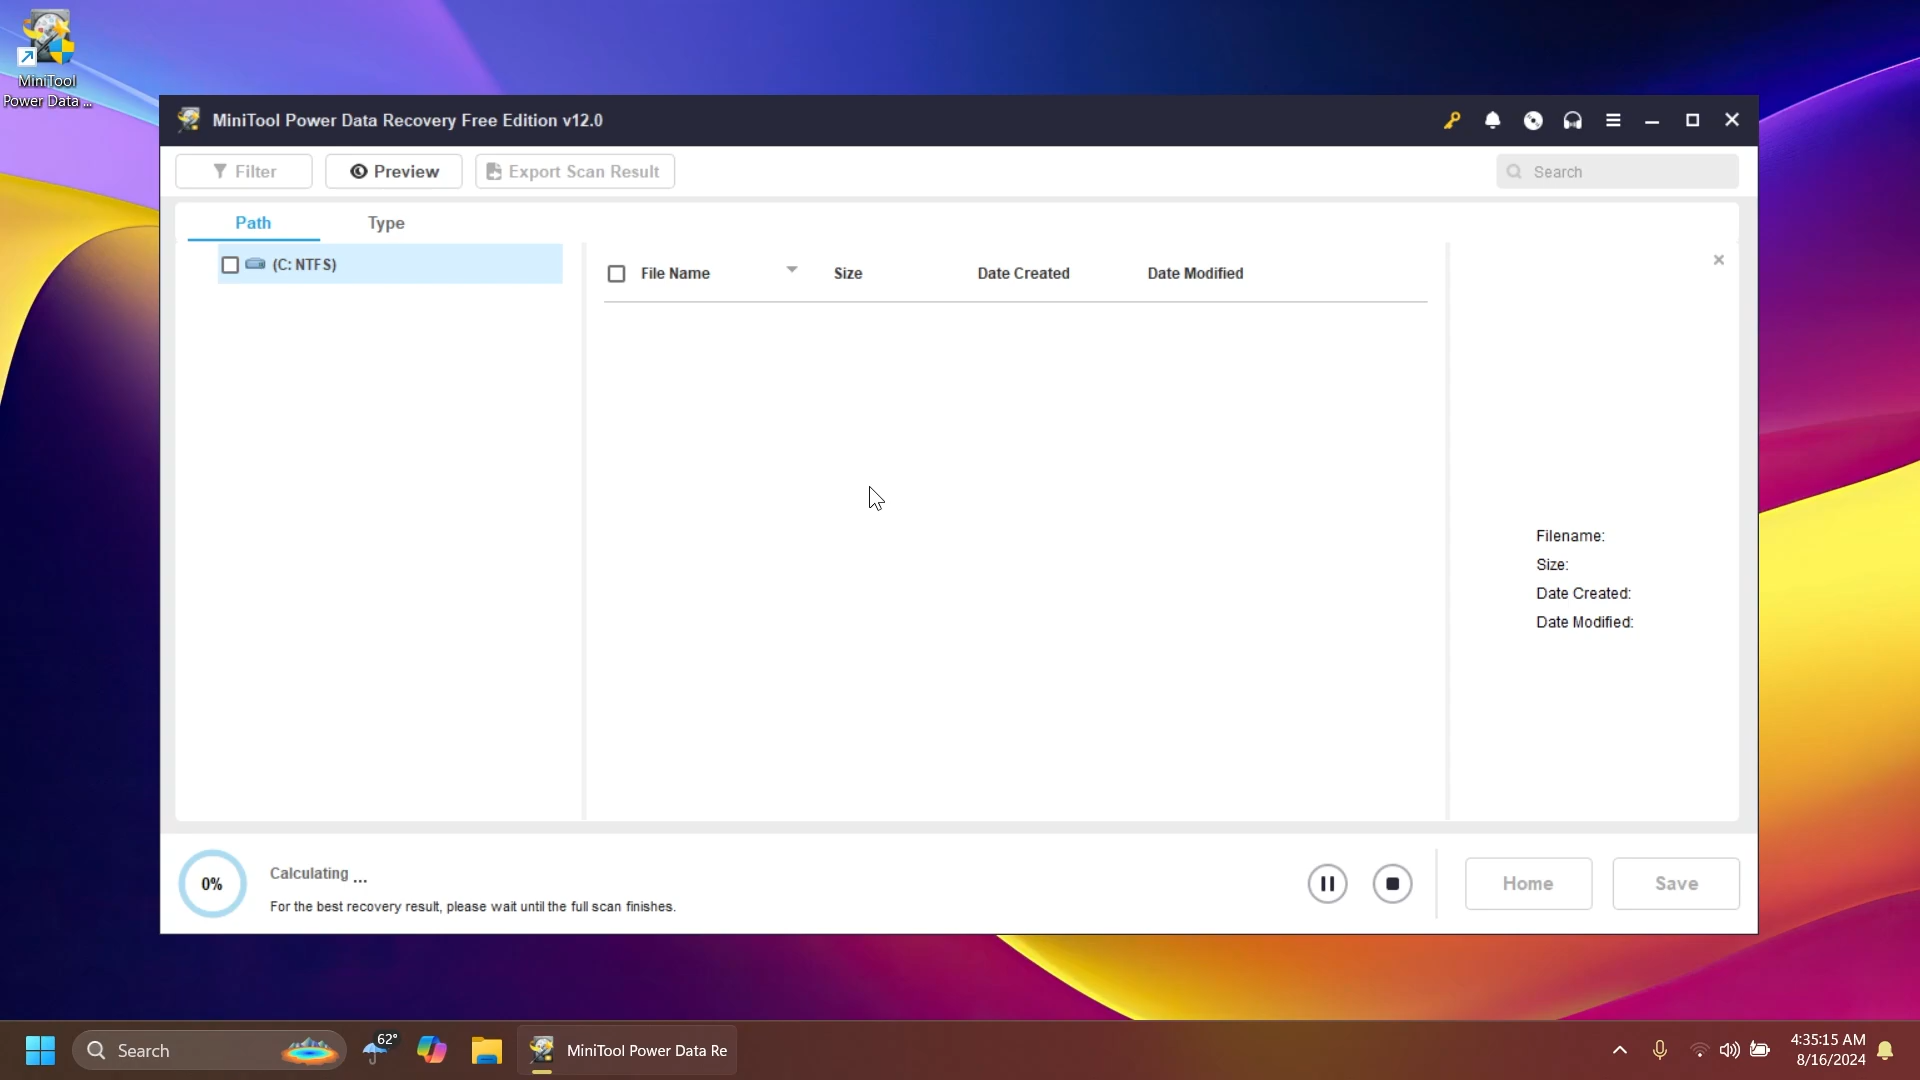 MiniTool
Power Data ...
MiniTool Power Data Recovery Free Edition v12.0
Filter
Preview
Export Scan Result
Search
Path
Type
(C: NTFS)
File Name
Size
Date Created
Date Modified
Filename:
Size:
Date Created:
Date Modified:
0%
Calculating ...
For the best recovery result, please wait until the full scan finishes.
Home
Save
Search
62°
MiniTool Power Data Re
4:35:15 AM
8/16/2024